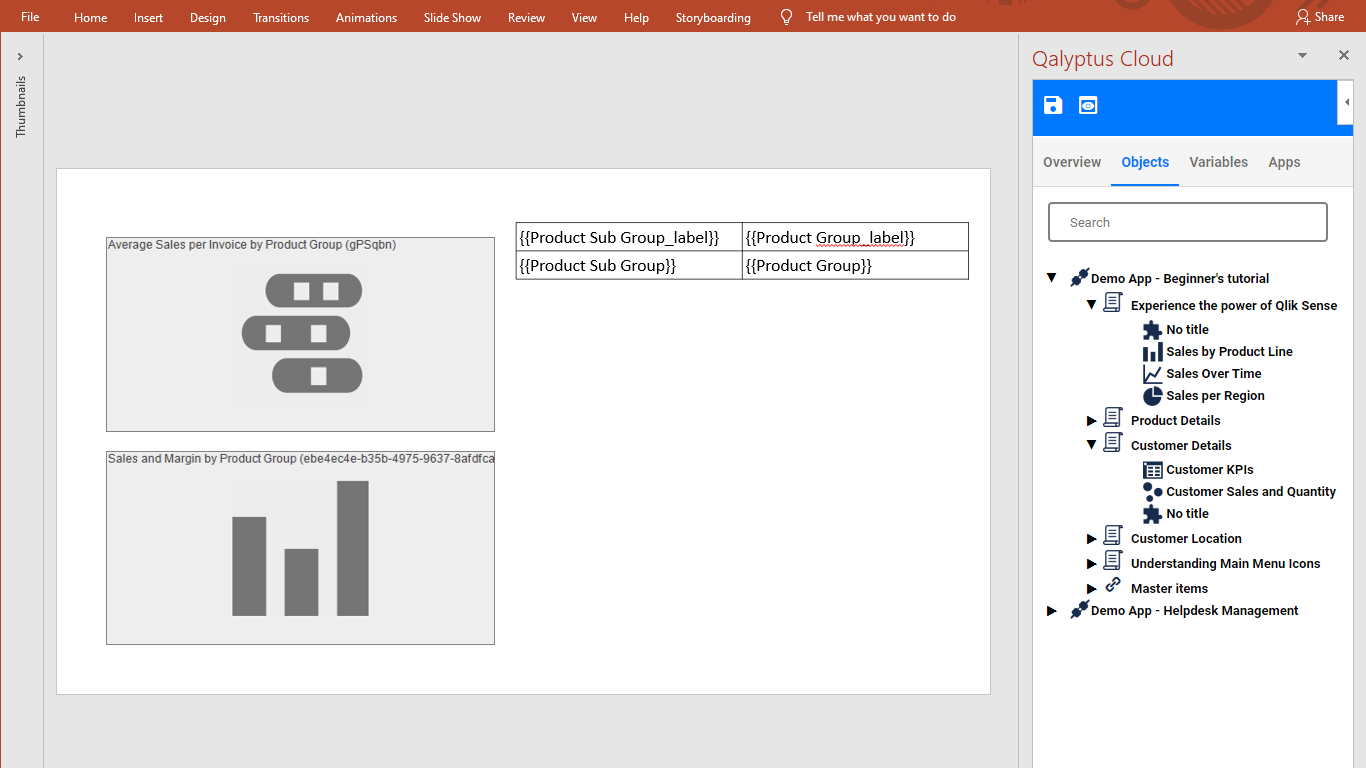 File Home Insert Design Transitions Animations Slide Show Review View Help Storyboarding Tell me what you want to do Share
Thumbnails
Average Sales per Invoice by Product Group (gPSqbn)
Sales and Margin by Product Group (ebe4ec4e-b35b-4975-9637-8afdfca
{{Product Sub Group_label}} {{Product Group_label}}
{{Product Sub Group}} {{Product Group}}
Qalyptus Cloud
Overview Objects Variables Apps
Search
Demo App - Beginner's tutorial
Experience the power of Qlik Sense
No title
Sales by Product Line
Sales Over Time
Sales per Region
Product Details
Customer Details
Customer KPIs
Customer Sales and Quantity
No title
Customer Location
Understanding Main Menu Icons
Master items
Demo App - Helpdesk Management